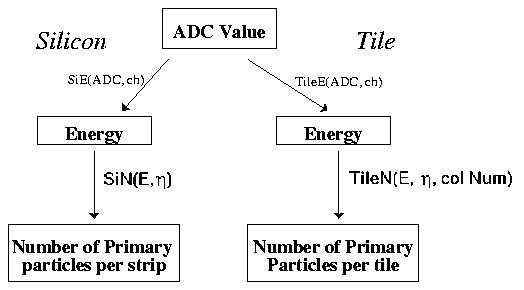 ADC Value
Silicon
Tile
SiE(ADC, ch)
TileE(ADC, ch)
Energy
Energy
SiN(E,η)
TileN(E, η, col Num)
Number of Primary
particles per strip
Number of Primary
Particles per tile